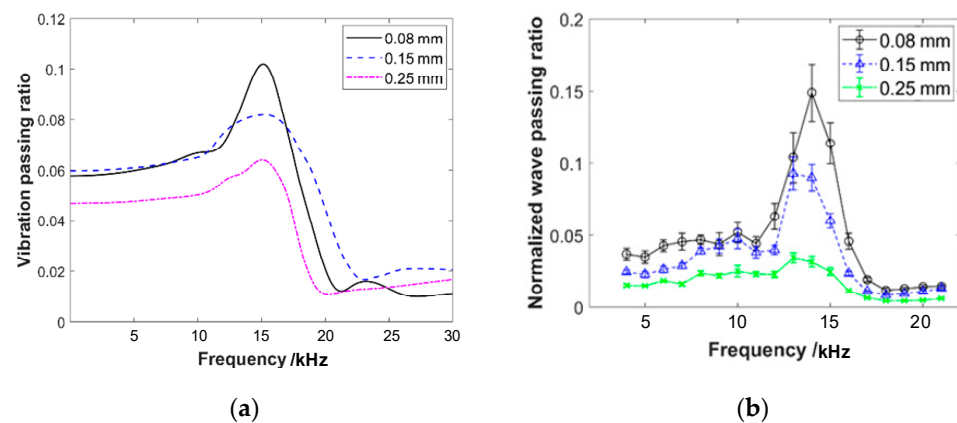 0.12
0.1
0.08
0.06
0.04
0.02
0
Vibration passing ratio
0.08 mm
0.15 mm
0.25 mm
5 10 15 20 25 30
Frequency /kHz
(a)
0.2
0.15
0.1
0.05
0
Normalized wave passing ratio
0.08 mm
0.15 mm
0.25 mm
5 10 15 20
Frequency /kHz
(b)